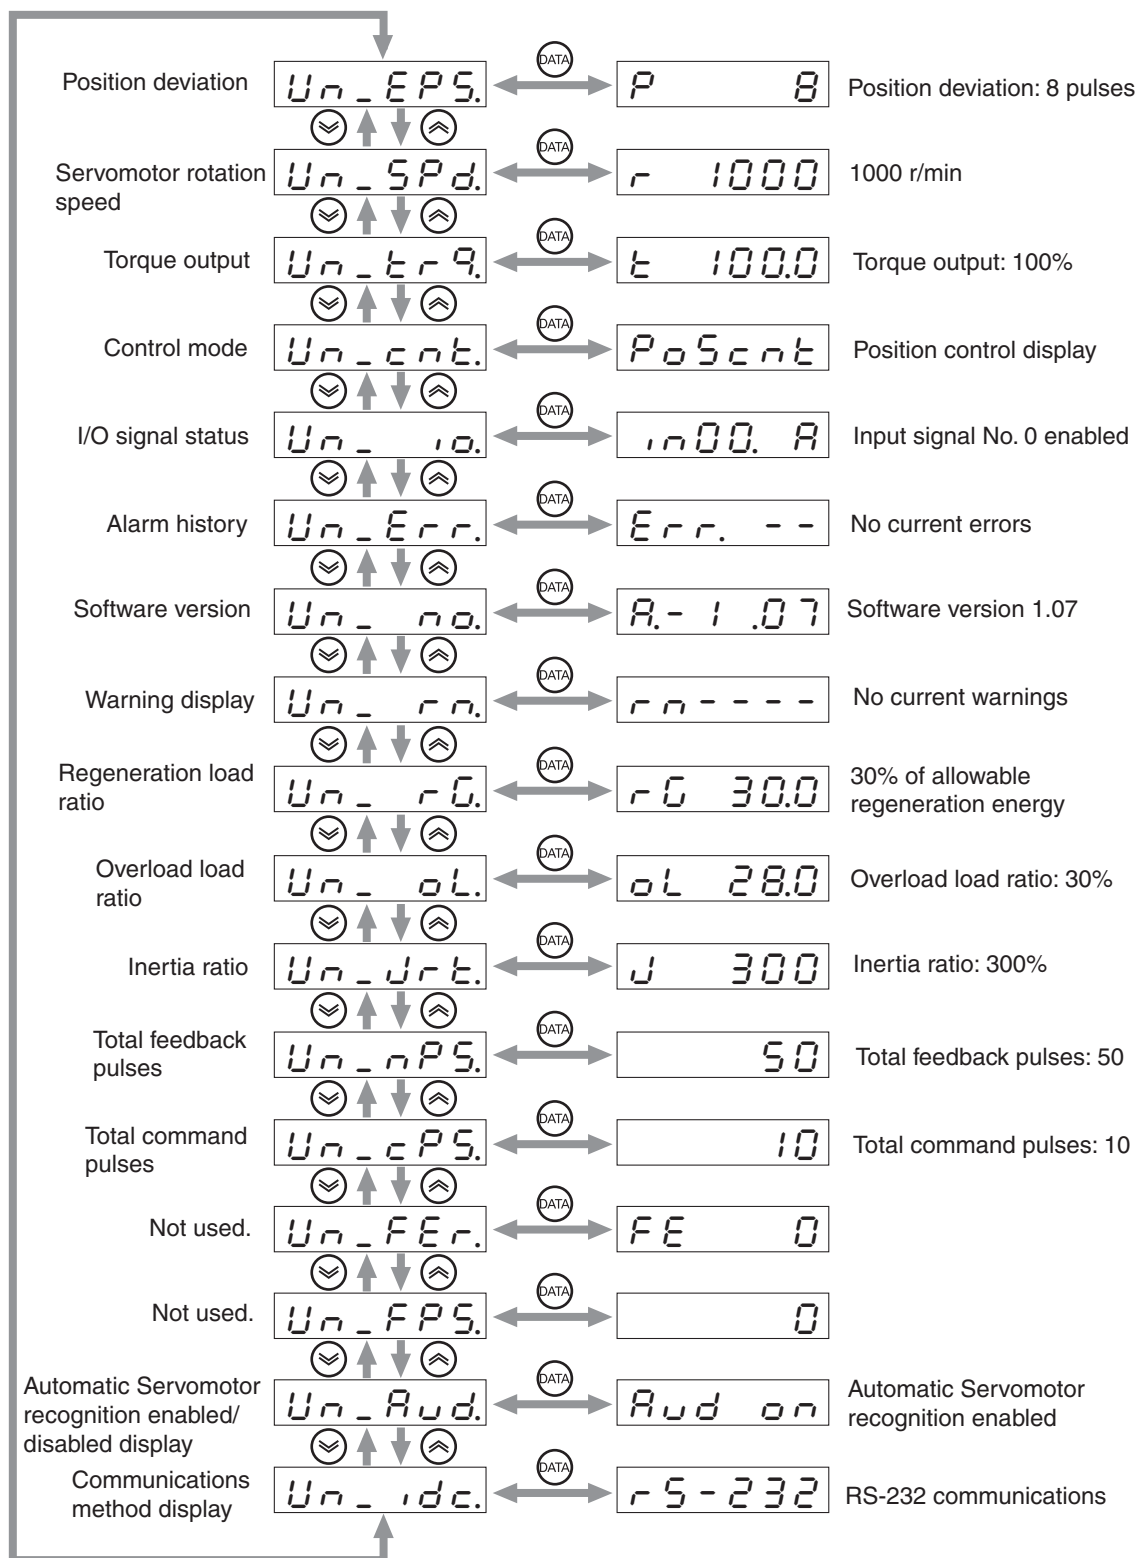 DATA
Position deviation Un_EPS. P 8 Position deviation: 8 pulses
DATA
Servomotor rotation
speed Un_SPd. r 1000 1000 r/min
DATA
Torque output Un_trq. t 100.0 Torque output: 100%
DATA
Control mode Un_cnt. PoScnt Position control display
DATA
I/O signal status Un_ io. in00. A Input signal No. 0 enabled
DATA
Alarm history Un_Err. Err. -- No current errors
DATA
Software version Un_ no. A.- 1 .07 Software version 1.07
DATA
Warning display Un_ rn. rn---- No current warnings
DATA
Regeneration load
ratio Un_ rG. rG 30.0 30% of allowable
regeneration energy
DATA
Overload load
ratio Un_ oL. oL 28.0 Overload load ratio: 30%
DATA
Inertia ratio Un_Jrt. J 300 Inertia ratio: 300%
DATA
Total feedback
pulses Un_nPS. 50 Total feedback pulses: 50
DATA
Total command
pulses Un_cPS. 10 Total command pulses: 10
DATA
Not used. Un_FEr. FE 0
DATA
Not used. Un_FPS. 0
DATA
Automatic Servomotor
recognition enabled/
disabled display Un_Aud. Aud on Automatic Servomotor
recognition enabled
DATA
Communications
method display Un_ idc. rS-232 RS-232 communications